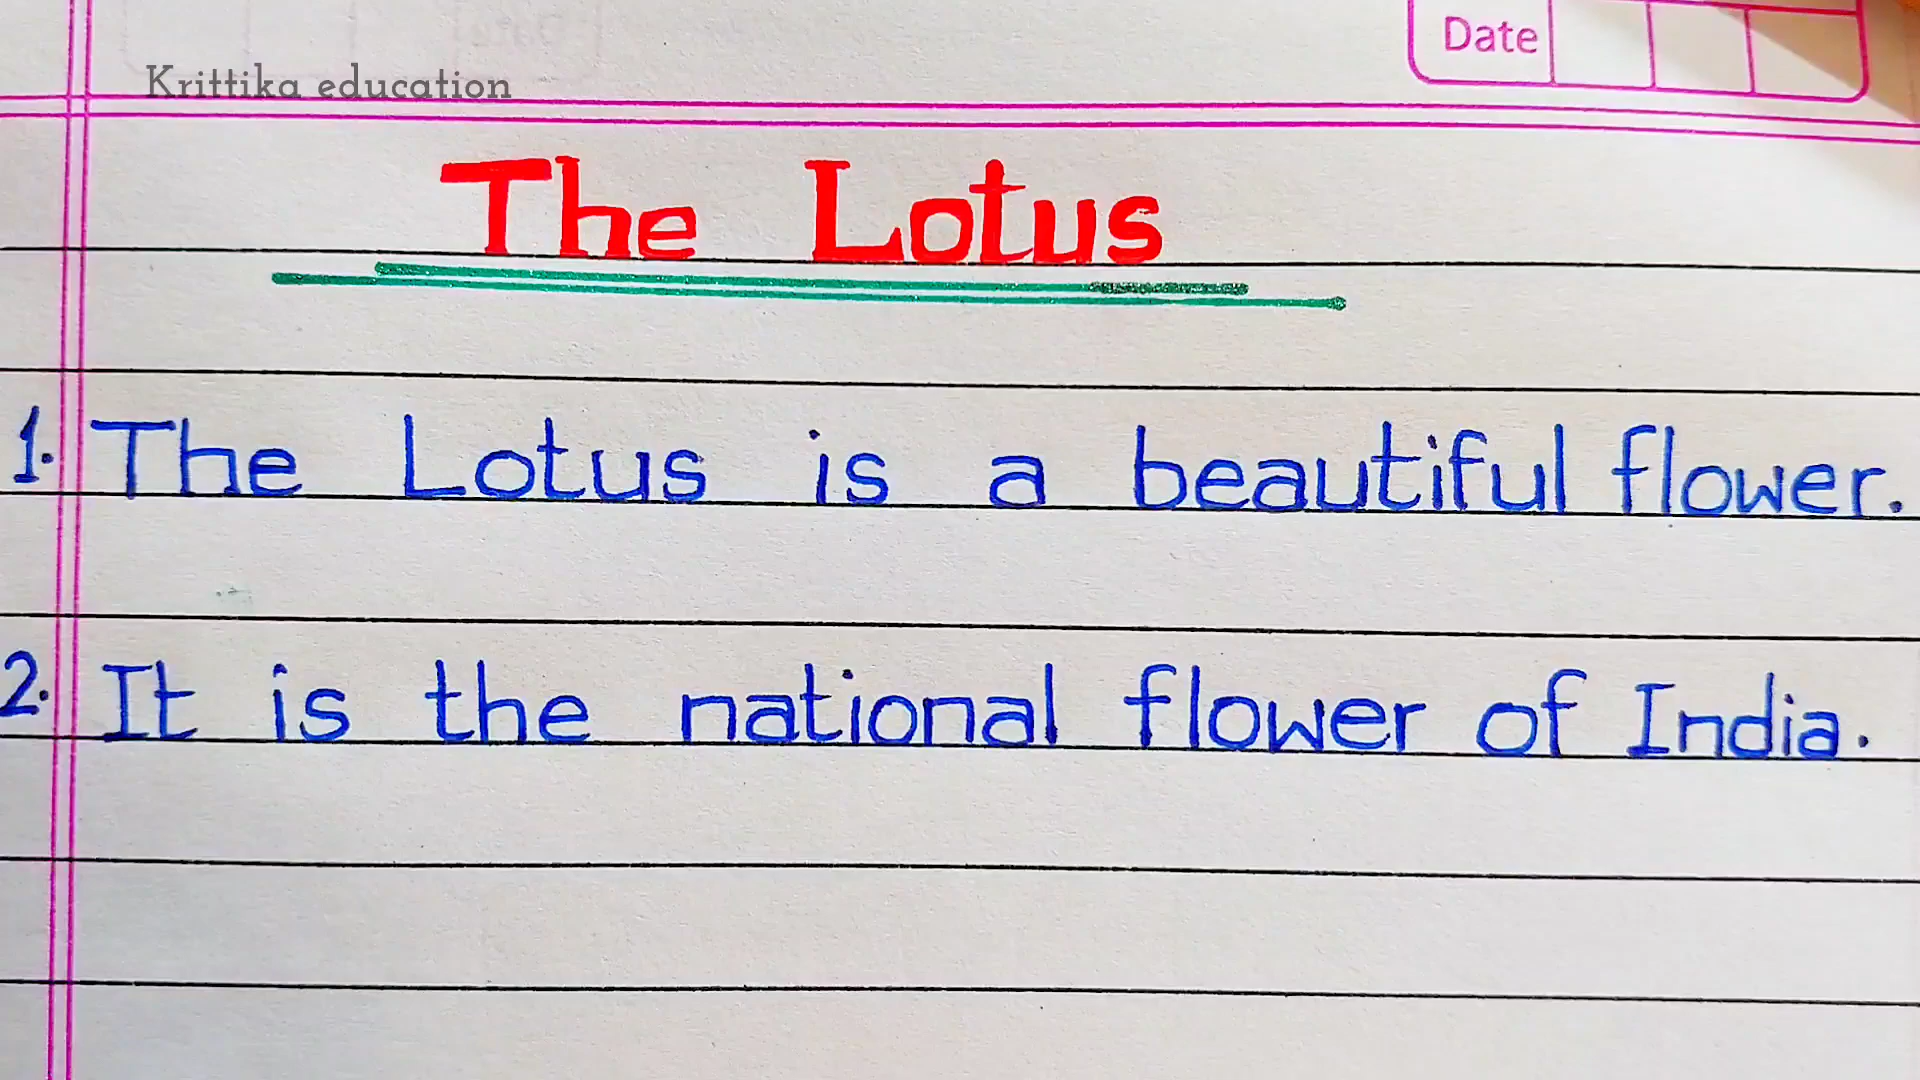 Date
Krittika education
The Lotus
1. The Lotus is a beautiful flower.
2. It is the national flower of India.